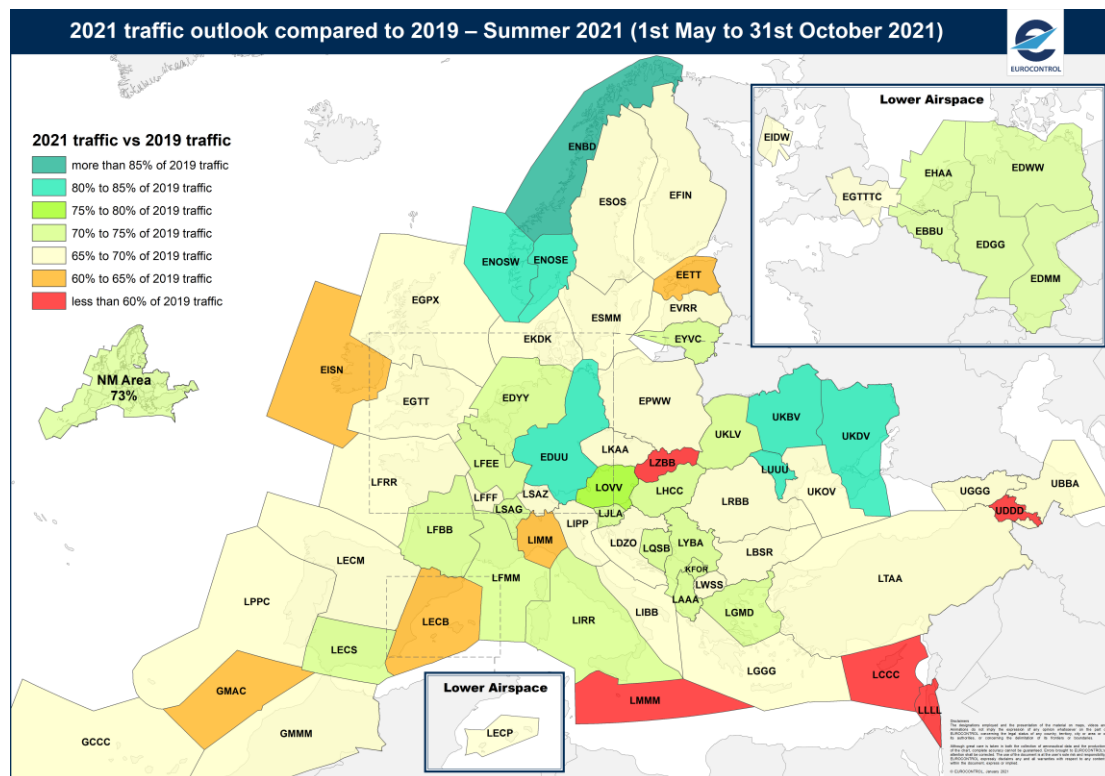 2021 traffic outlook compared to 2019 – Summer 2021 (1st May to 31st October 2021)
EUROCONTROL
2021 traffic vs 2019 traffic
more than 85% of 2019 traffic
80% to 85% of 2019 traffic
75% to 80% of 2019 traffic
70% to 75% of 2019 traffic
65% to 70% of 2019 traffic
60% to 65% of 2019 traffic
less than 60% of 2019 traffic
NM Area
73%
Lower Airspace
EIDW
EGTTTC
EHAA
EDWW
EBBU
EDGG
EDMM
ENBD
ESOS
EFIN
ENOSW
ENOSE
EETT
EGPX
EVRR
ESMM
EKDK
EYVC
EISN
EGTT
EDYY
EPWW
UKBV
UKLV
UKDV
LKAA
EDUU
LFEE
LZBB
LUUU
LFRR
LFFF
LSAZ
LOVV
LHCC
LRBB
UKOV
UGGG
UBBA
LSAG
LJLA
UDDD
LFBB
LIMM
LIPP
LDZO
LQSB
LYBA
LBSR
LECM
LFMM
KFOR
LWSS
LTAA
LPPC
LECB
LIRR
LIBB
LAAA
LGMD
LECS
LGGG
LCCC
GMAC
LMMM
LLLL
GCCC
GMMM
Lower Airspace
LECP
Disclaimers
© EUROCONTROL, January 2021